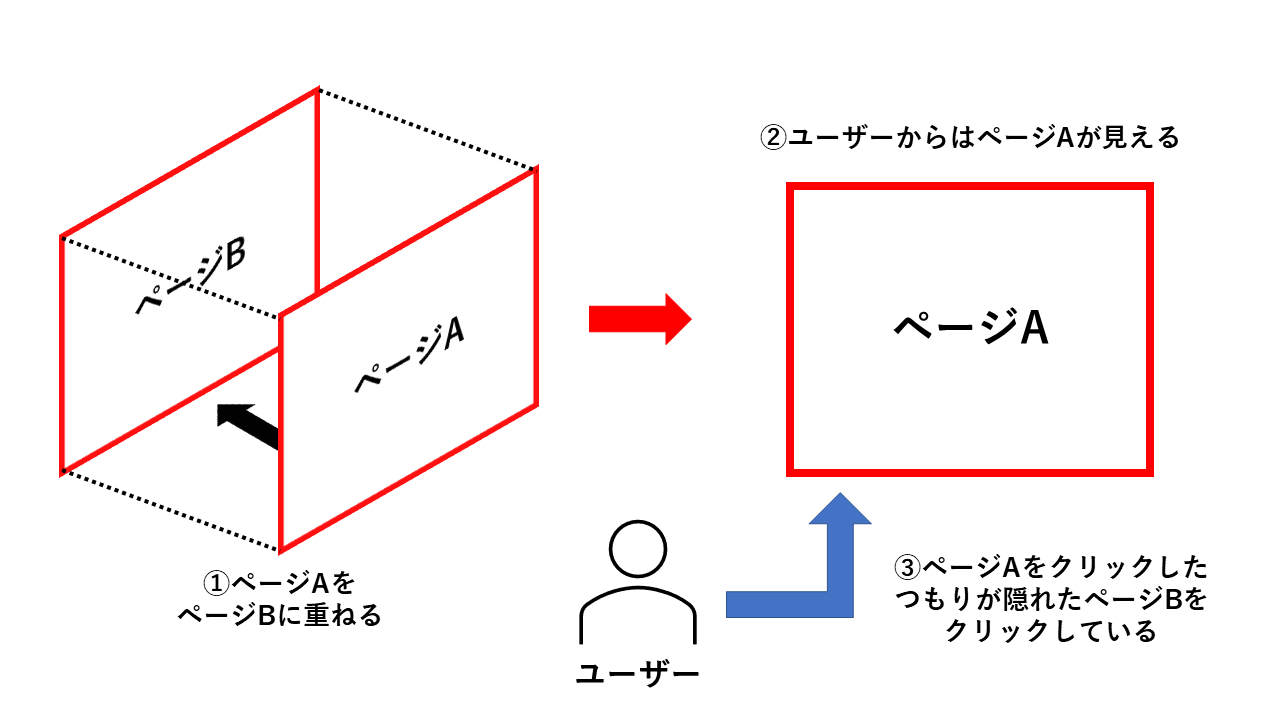 ページB
ページA
①ページAを
ページBに重ねる
②ユーザーからはページAが見える
ページA
③ページAをクリックした
つもりが隠れたページBを
クリックしている
ユーザー